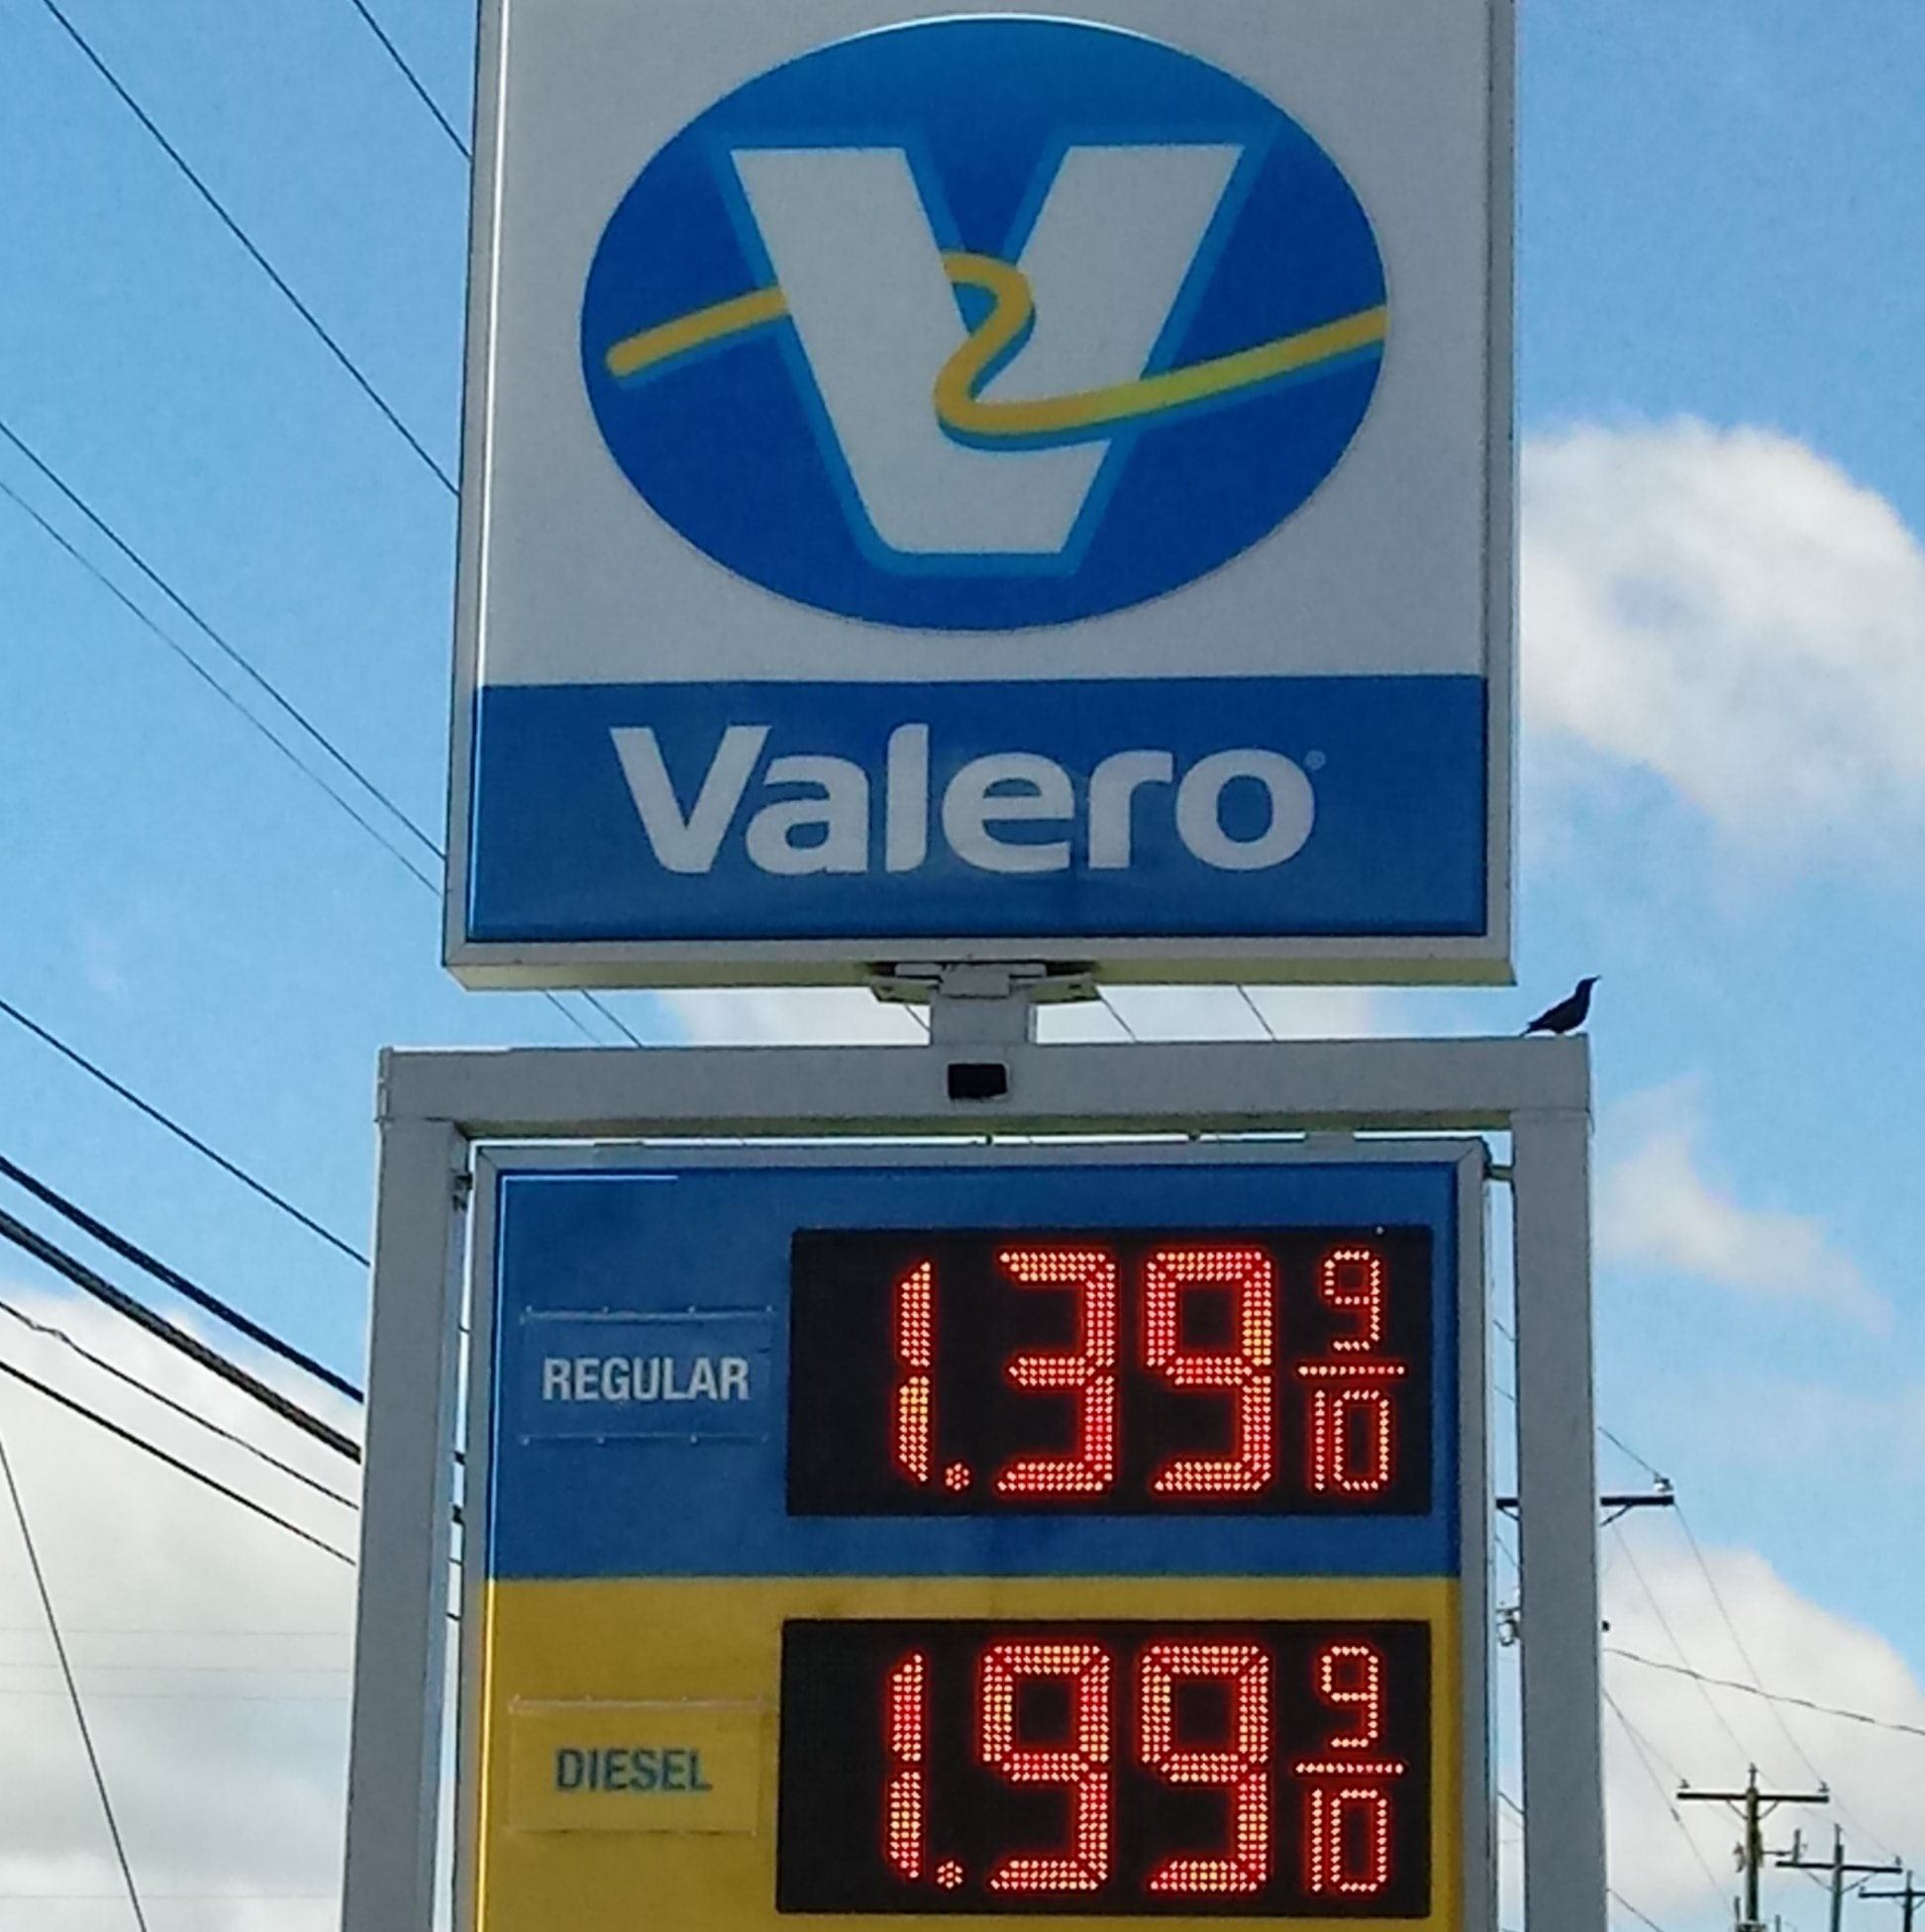 V
Valero®
REGULAR 1.39 9/10
DIESEL 1.99 9/10